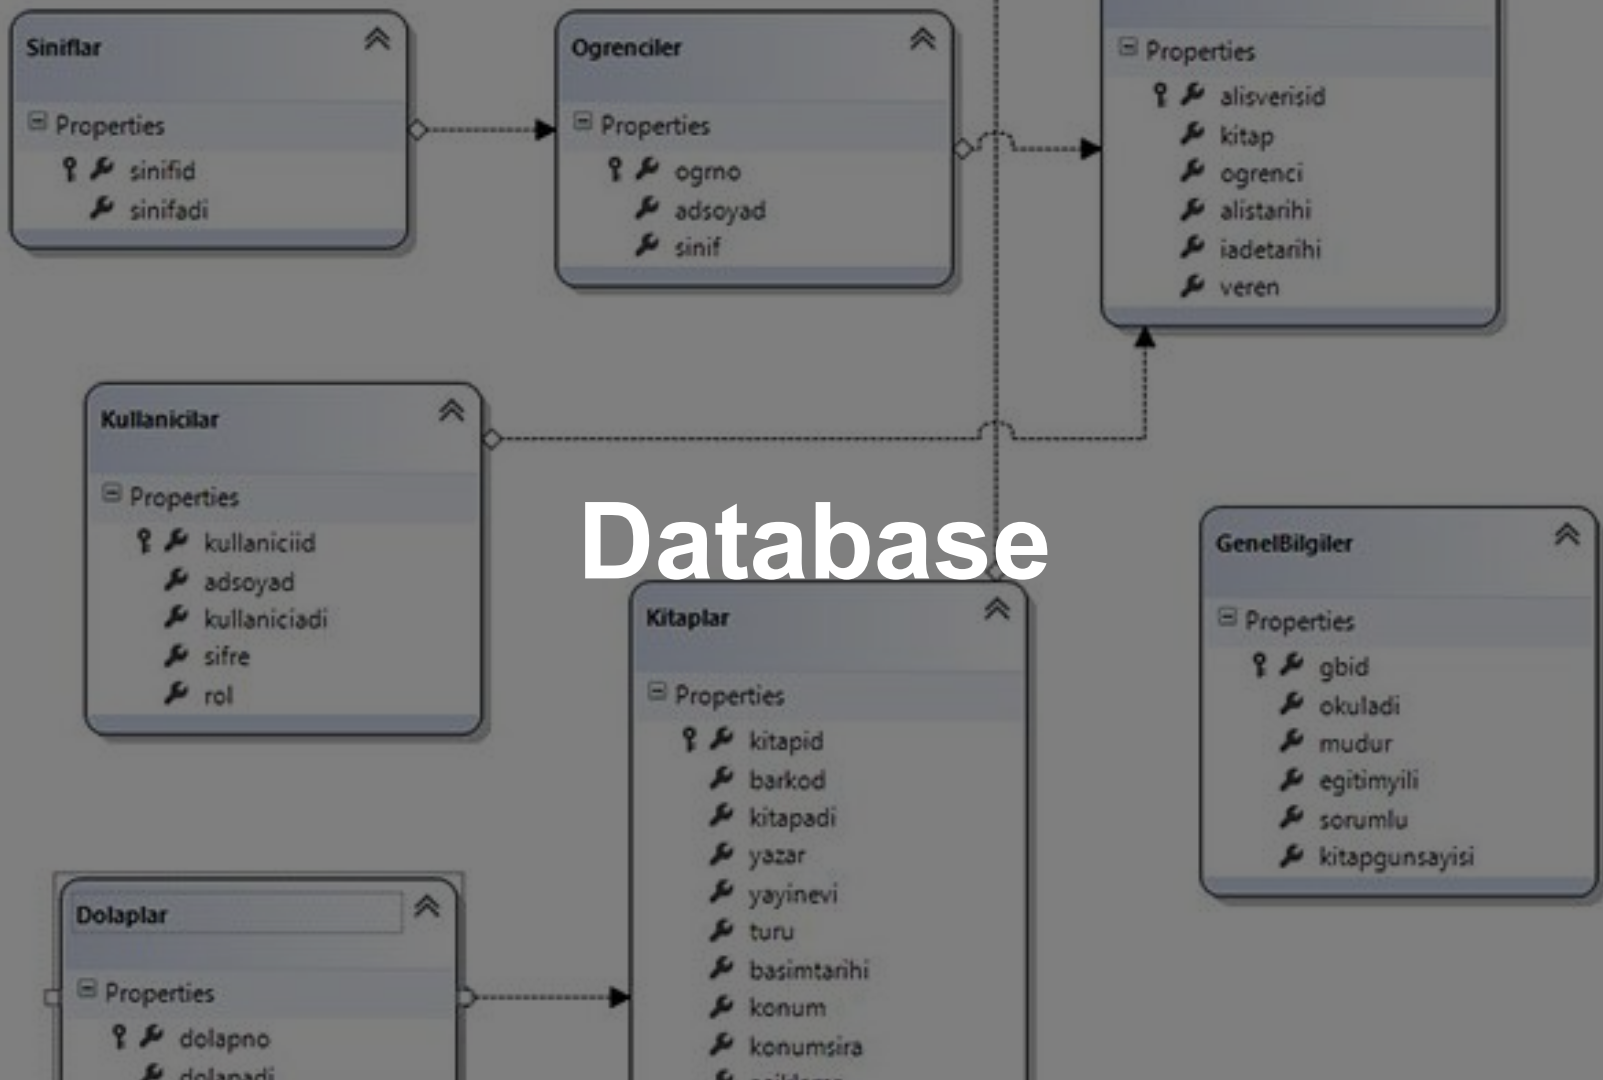 Siniflar
Properties
sinifid
sinifadi
Ogrenciler
Properties
ogrno
adsoyad
sinif
Properties
alisverisid
kitap
ogrenci
alistarihi
iadetarihi
veren
Kullanicilar
Properties
kullaniciid
adsoyad
kullaniciadi
sifre
rol
Database
GenelBilgiler
Properties
gbid
okuladi
mudur
egitimyili
sorumlu
kitapgunsayisi
Kitaplar
Properties
kitapid
barkod
kitapadi
yazar
yayinevi
turu
basimtarihi
konum
konumsira
Dolaplar
Properties
dolapno
dolapadi